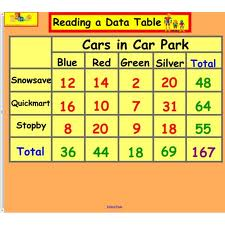 Reading a Data Table
Cars in Car Park
Blue Red Green Silver Total
Snowsave 12 14 2 20 48
Quickmart 16 10 7 31 64
Stopby 8 20 9 18 55
Total 36 44 18 69 167